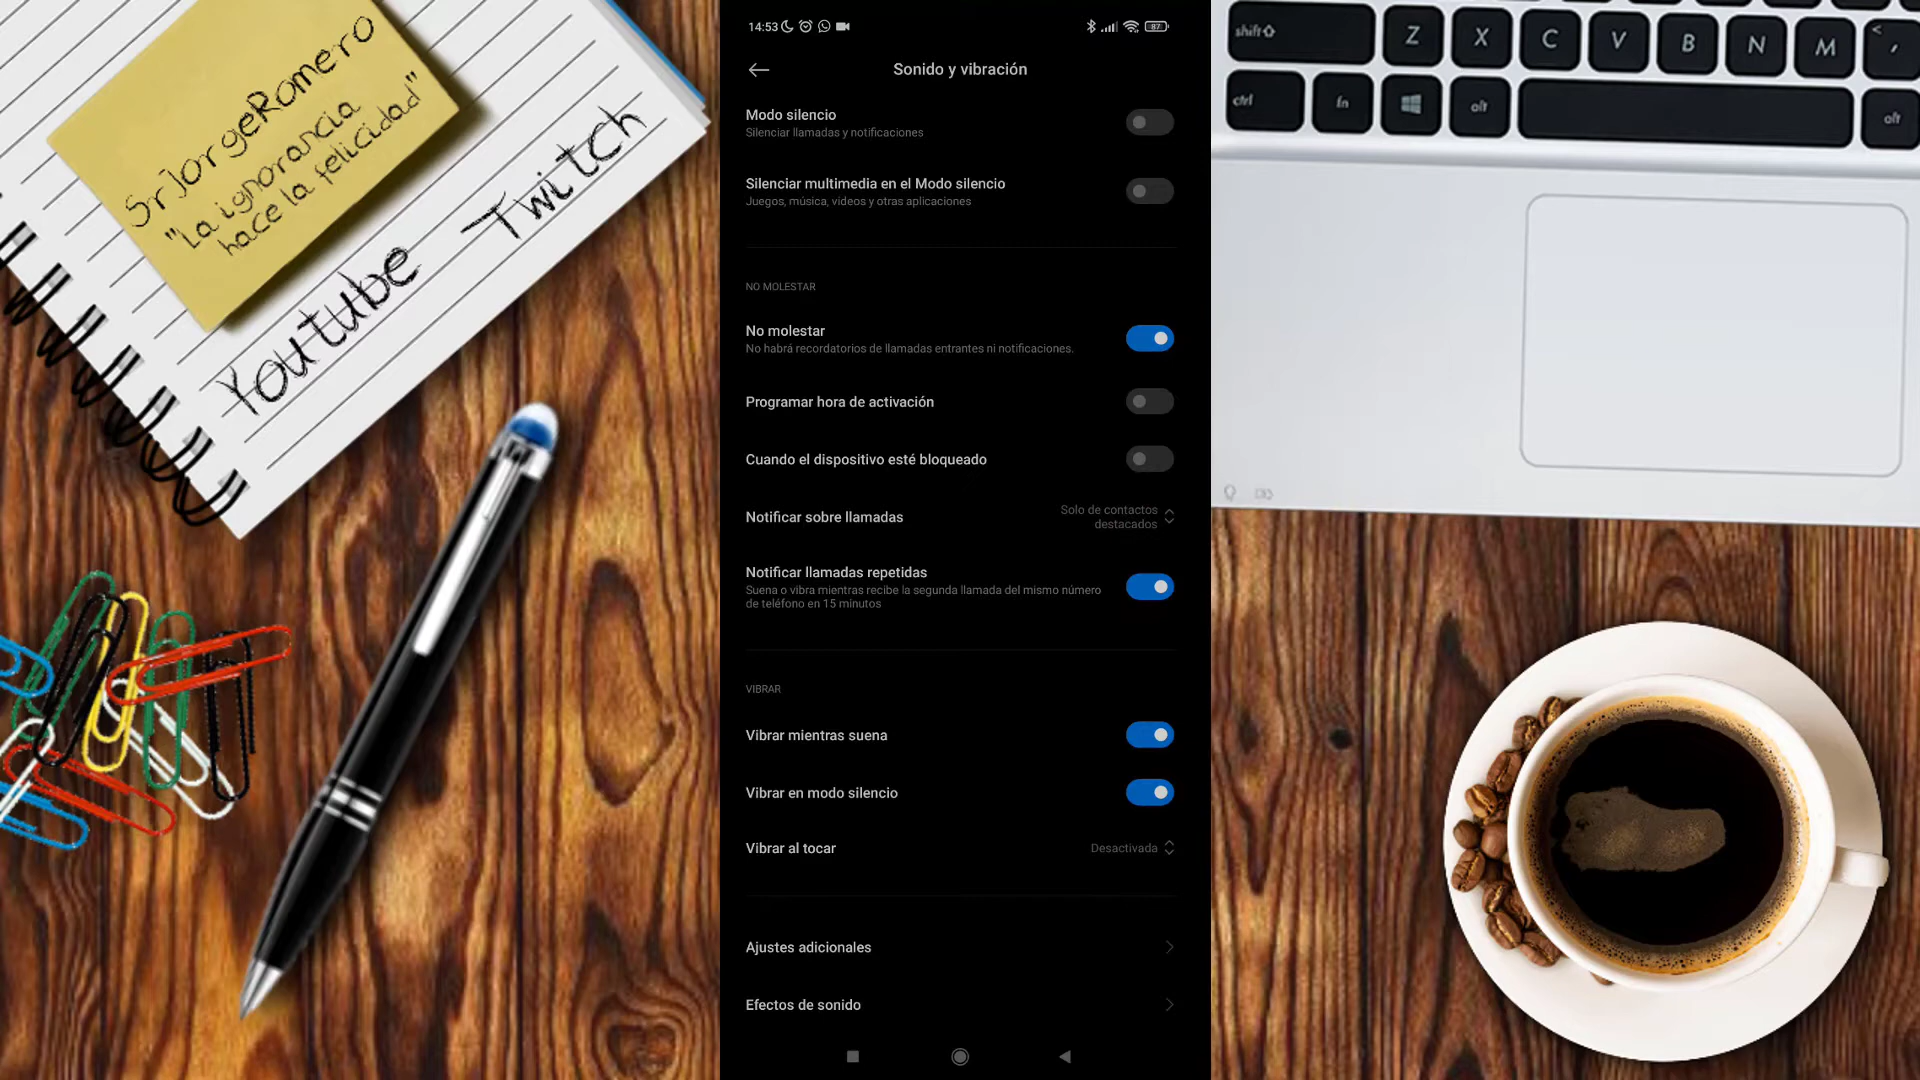 SrJorgeRomero
"La ignorancia
hace la felicidad"
Youtube Twitch
14:53
87
Sonido y vibración
Modo silencio
Silenciar llamadas y notificaciones
Silenciar multimedia en el Modo silencio
Juegos, música, videos y otras aplicaciones
NO MOLESTAR
No molestar
No habrá recordatorios de llamadas entrantes ni notificaciones.
Programar hora de activación
Cuando el dispositivo esté bloqueado
Notificar sobre llamadas
Solo de contactos
destacados
Notificar llamadas repetidas
Suena o vibra mientras recibe la segunda llamada del mismo número
de teléfono en 15 minutos
VIBRAR
Vibrar mientras suena
Vibrar en modo silencio
Vibrar al tocar
Desactivada
Ajustes adicionales
Efectos de sonido
shift Z X C V B N M < ,
ctrl fn alt alt